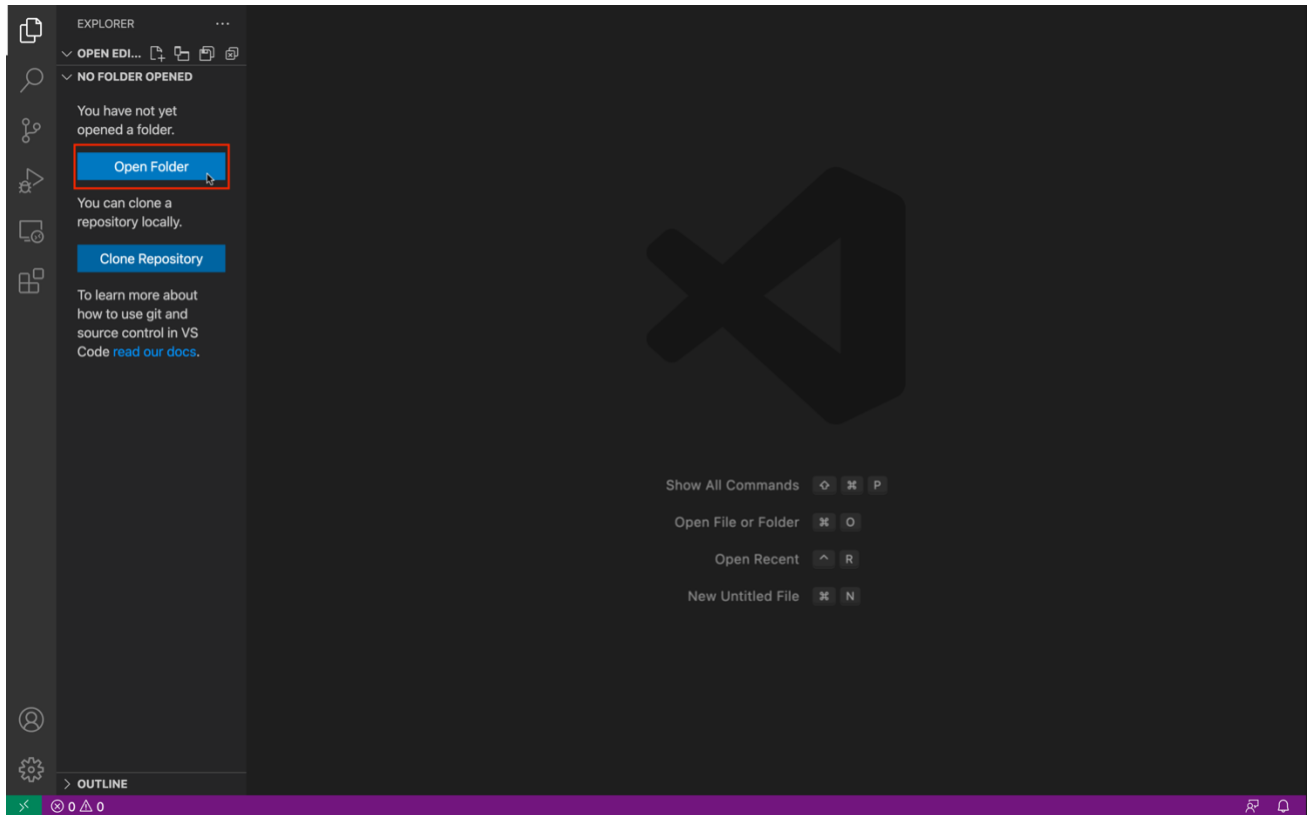 EXPLORER ...
OPEN EDI...
NO FOLDER OPENED
You have not yet
opened a folder.
Open Folder
You can clone a
repository locally.
Clone Repository
To learn more about
how to use git and
source control in VS
Code read our docs.
Show All Commands ⇧ ⌘ P
Open File or Folder ⌘ O
Open Recent ^ R
New Untitled File ⌘ N
OUTLINE
0 0